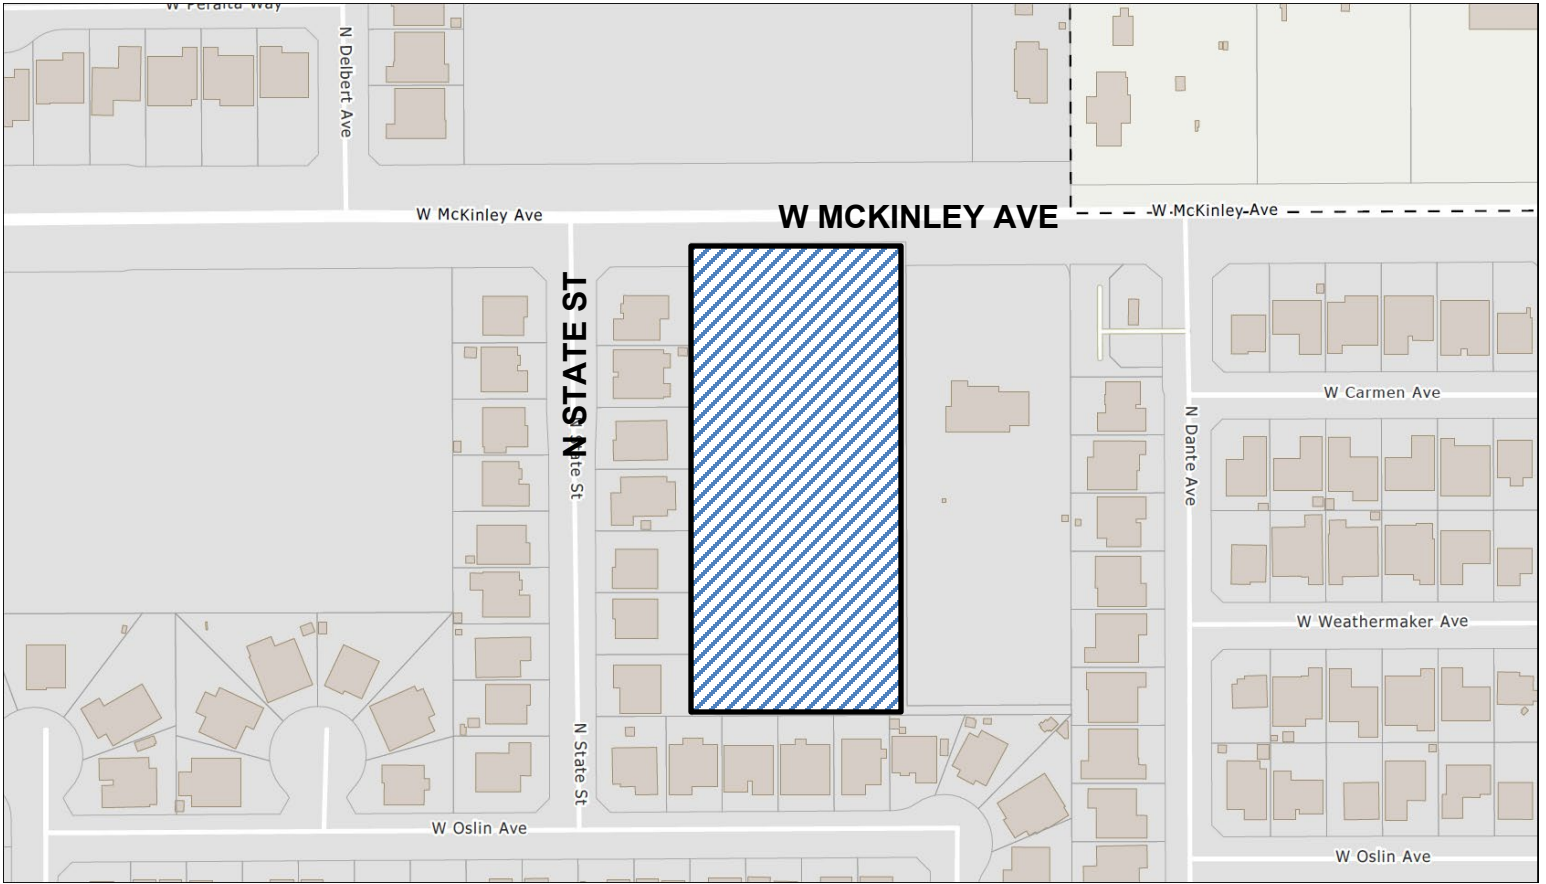 W Peralta Way
N Delbert Ave
W McKinley Ave
W MCKINLEY AVE
W McKinley Ave
N STATE ST
N State St
W Carmen Ave
N Dante Ave
W Weathermaker Ave
N State St
W Oslin Ave
W Oslin Ave